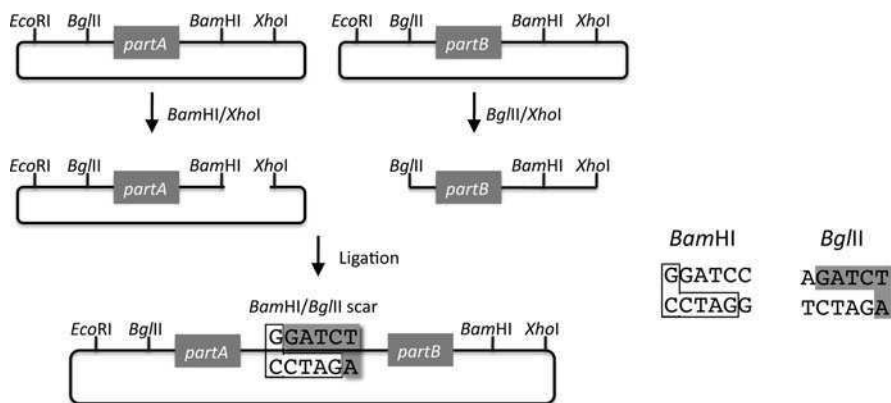 EcoRI BglII partA BamHI XhoI
EcoRI BglII partB BamHI XhoI
BamHI/XhoI
BglII/XhoI
EcoRI BglII partA BamHI XhoI
BglII partB BamHI XhoI
Ligation
BamHI/BglII scar
EcoRI BglII partA
GGATCT
CCTAGA
partB BamHI XhoI
BamHI
GGATCC
CCTAGG
BglII
AGATCT
TCTAGA